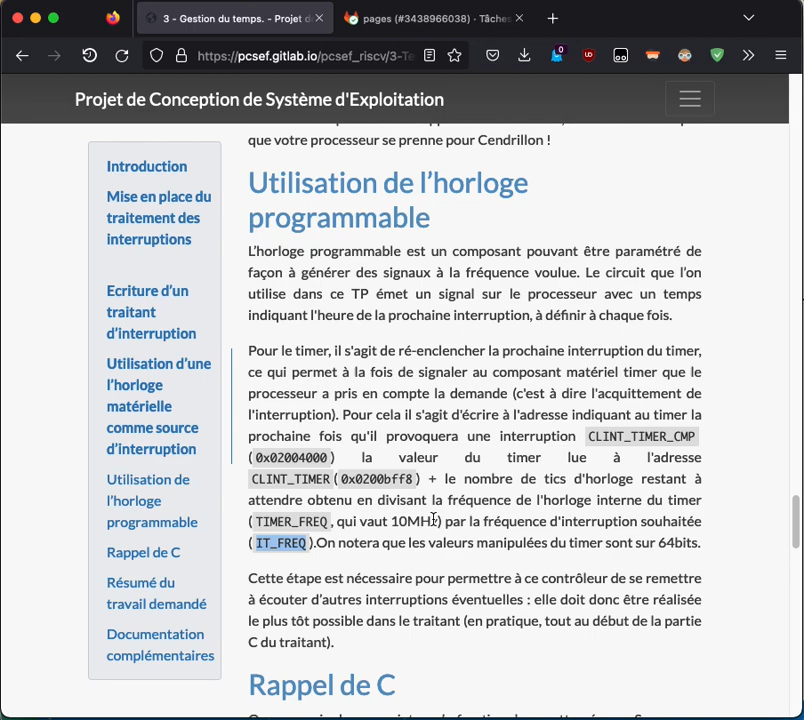 3 - Gestion du temps. - Projet d
pages (#3438966038) · Tâches
https://pcsef.gitlab.io/pcsef_riscv/3-Te
0
Projet de Conception de Système d'Exploitation
Introduction
Mise en place du
traitement des
interruptions
Ecriture d’un
traitant
d’interruption
Utilisation d’une
l’horloge
matérielle
comme source
d’interruption
Utilisation de
l’horloge
programmable
Rappel de C
Résumé du
travail demandé
Documentation
complémentaires
que votre processeur se prenne pour Cendrillon !
Utilisation de l’horloge
programmable
L’horloge programmable est un composant pouvant être paramétré de
façon à générer des signaux à la fréquence voulue. Le circuit que l’on
utilise dans ce TP émet un signal sur le processeur avec un temps
indiquant l'heure de la prochaine interruption, à définir à chaque fois.
Pour le timer, il s'agit de ré-enclencher la prochaine interruption du timer,
ce qui permet à la fois de signaler au composant matériel timer que le
processeur a pris en compte la demande (c'est à dire l'acquittement de
l'interruption). Pour cela il s'agit d'écrire à l'adresse indiquant au timer la
prochaine fois qu'il provoquera une interruption CLINT_TIMER_CMP
(0x02004000) la valeur du timer lue à l'adresse
CLINT_TIMER(0x0200bff8) + le nombre de tics d'horloge restant à
attendre obtenu en divisant la fréquence de l'horloge interne du timer
(TIMER_FREQ, qui vaut 10MHz) par la fréquence d'interruption souhaitée
(IT_FREQ).On notera que les valeurs manipulées du timer sont sur 64bits.
Cette étape est nécessaire pour permettre à ce contrôleur de se remettre
à écouter d’autres interruptions éventuelles : elle doit donc être réalisée
le plus tôt possible dans le traitant (en pratique, tout au début de la partie
C du traitant).
Rappel de C